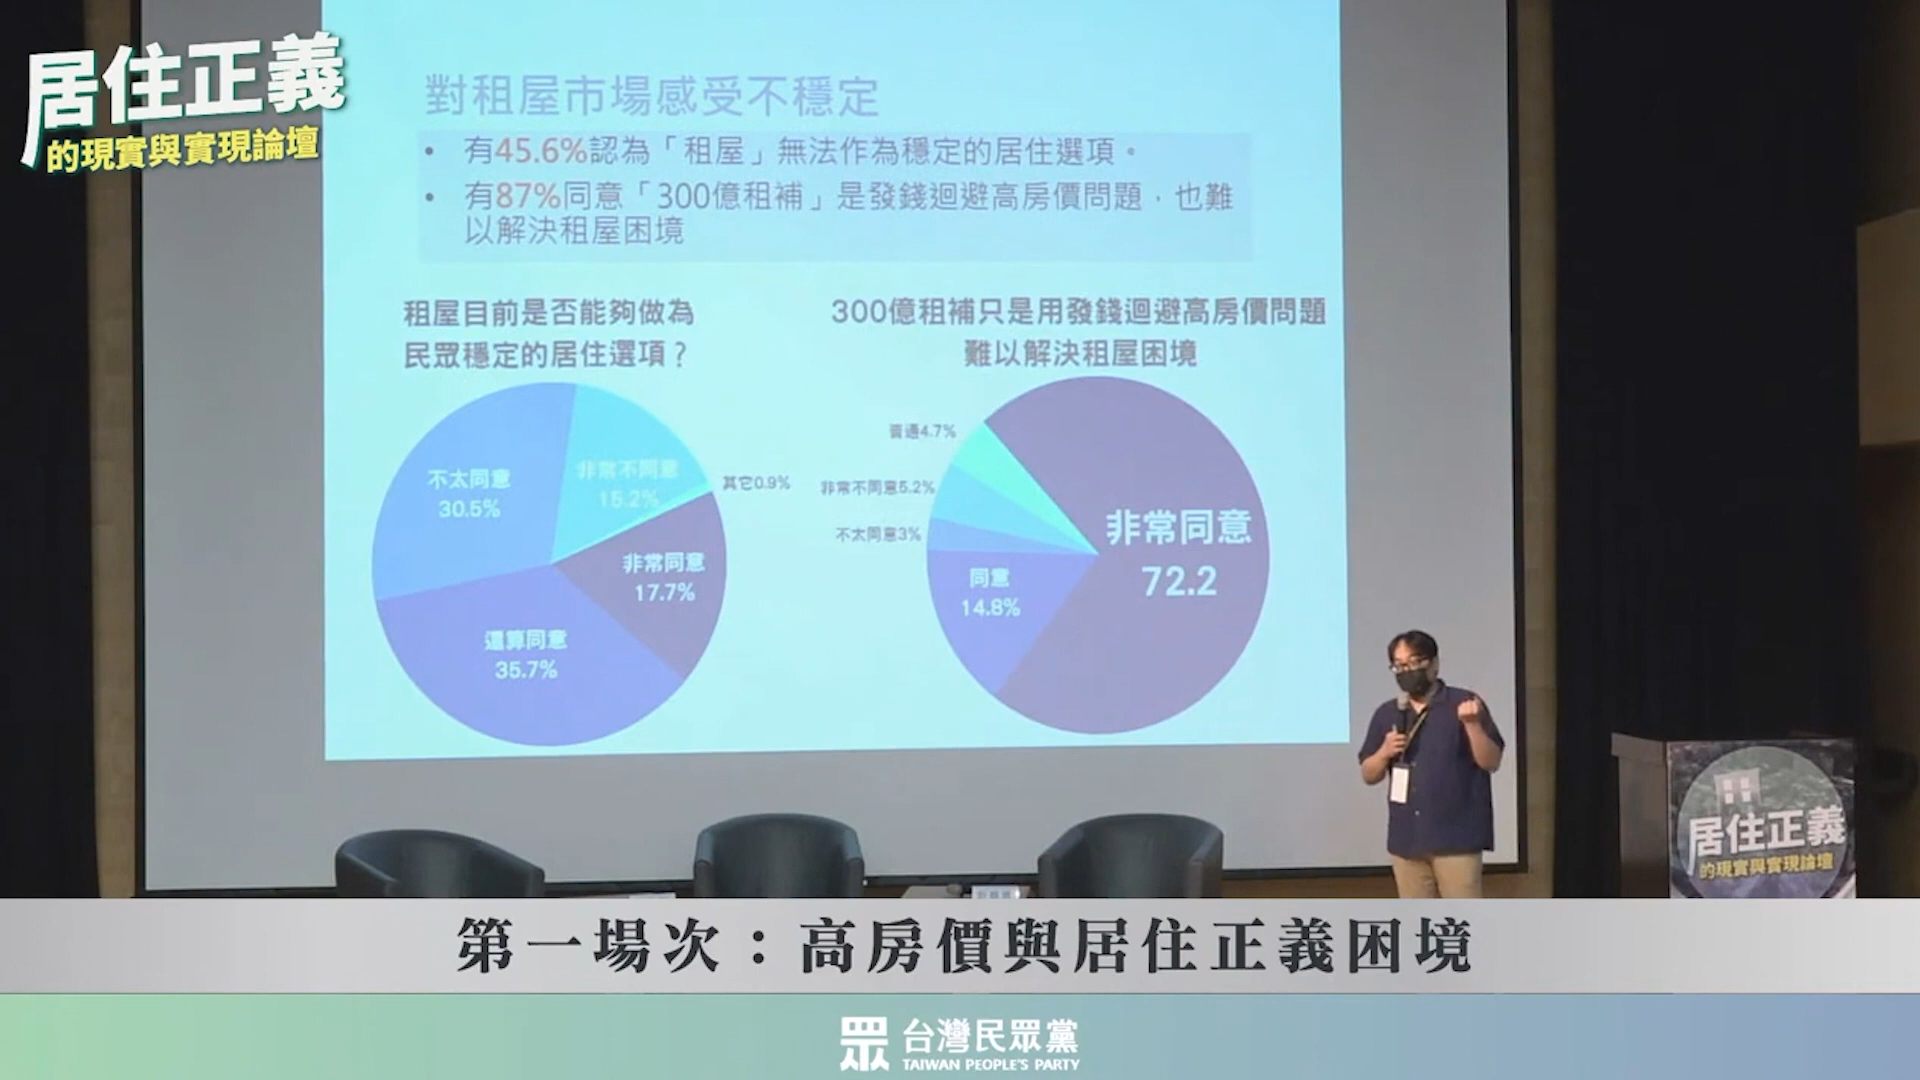 居住正義
的現實與實現論壇
對租屋市場感受不穩定
• 有45.6%認為「租屋」無法作為穩定的居住選項。
• 有87%同意「300億租補」是發錢迴避高房價問題，也難
以解決租屋困境
租屋目前是否能夠做為
民眾穩定的居住選項？
不太同意
30.5%
非常不同意
15.2%
其它0.9%
非常同意
17.7%
還算同意
35.7%
300億租補只是用發錢迴避高房價問題
難以解決租屋困境
普通4.7%
非常不同意5.2%
不太同意3%
同意
14.8%
非常同意
72.2
居住正義
的現實與實現論壇
第一場次：高房價與居住正義困境
眾 台灣民眾黨
TAIWAN PEOPLE'S PARTY